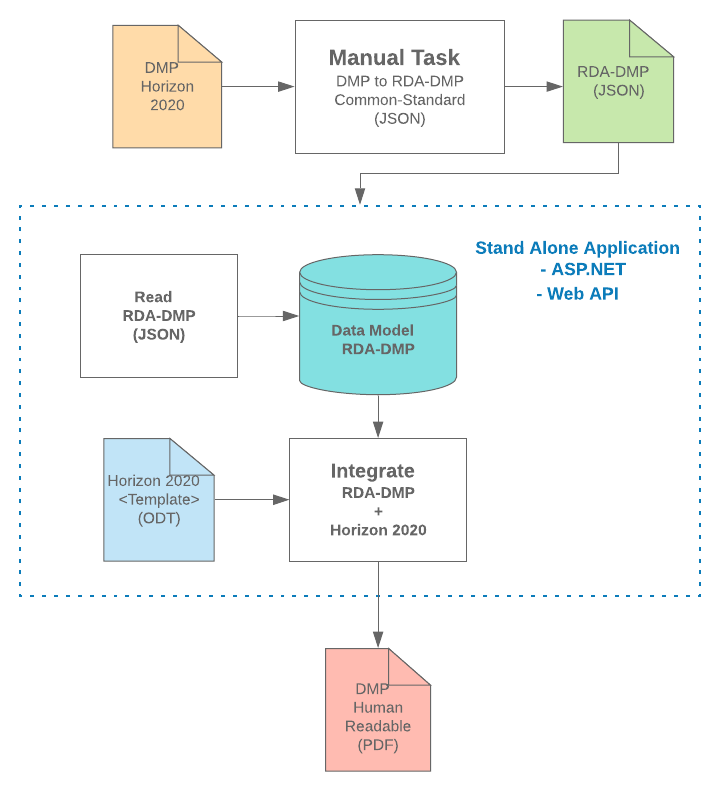 DMP
Horizon
2020
Manual Task
DMP to RDA-DMP
Common-Standard
(JSON)
RDA-DMP
(JSON)
Stand Alone Application
- ASP.NET
- Web API
Read
RDA-DMP
(JSON)
Data Model
RDA-DMP
Horizon 2020
<Template>
(ODT)
Integrate
RDA-DMP
+
Horizon 2020
DMP
Human
Readable
(PDF)